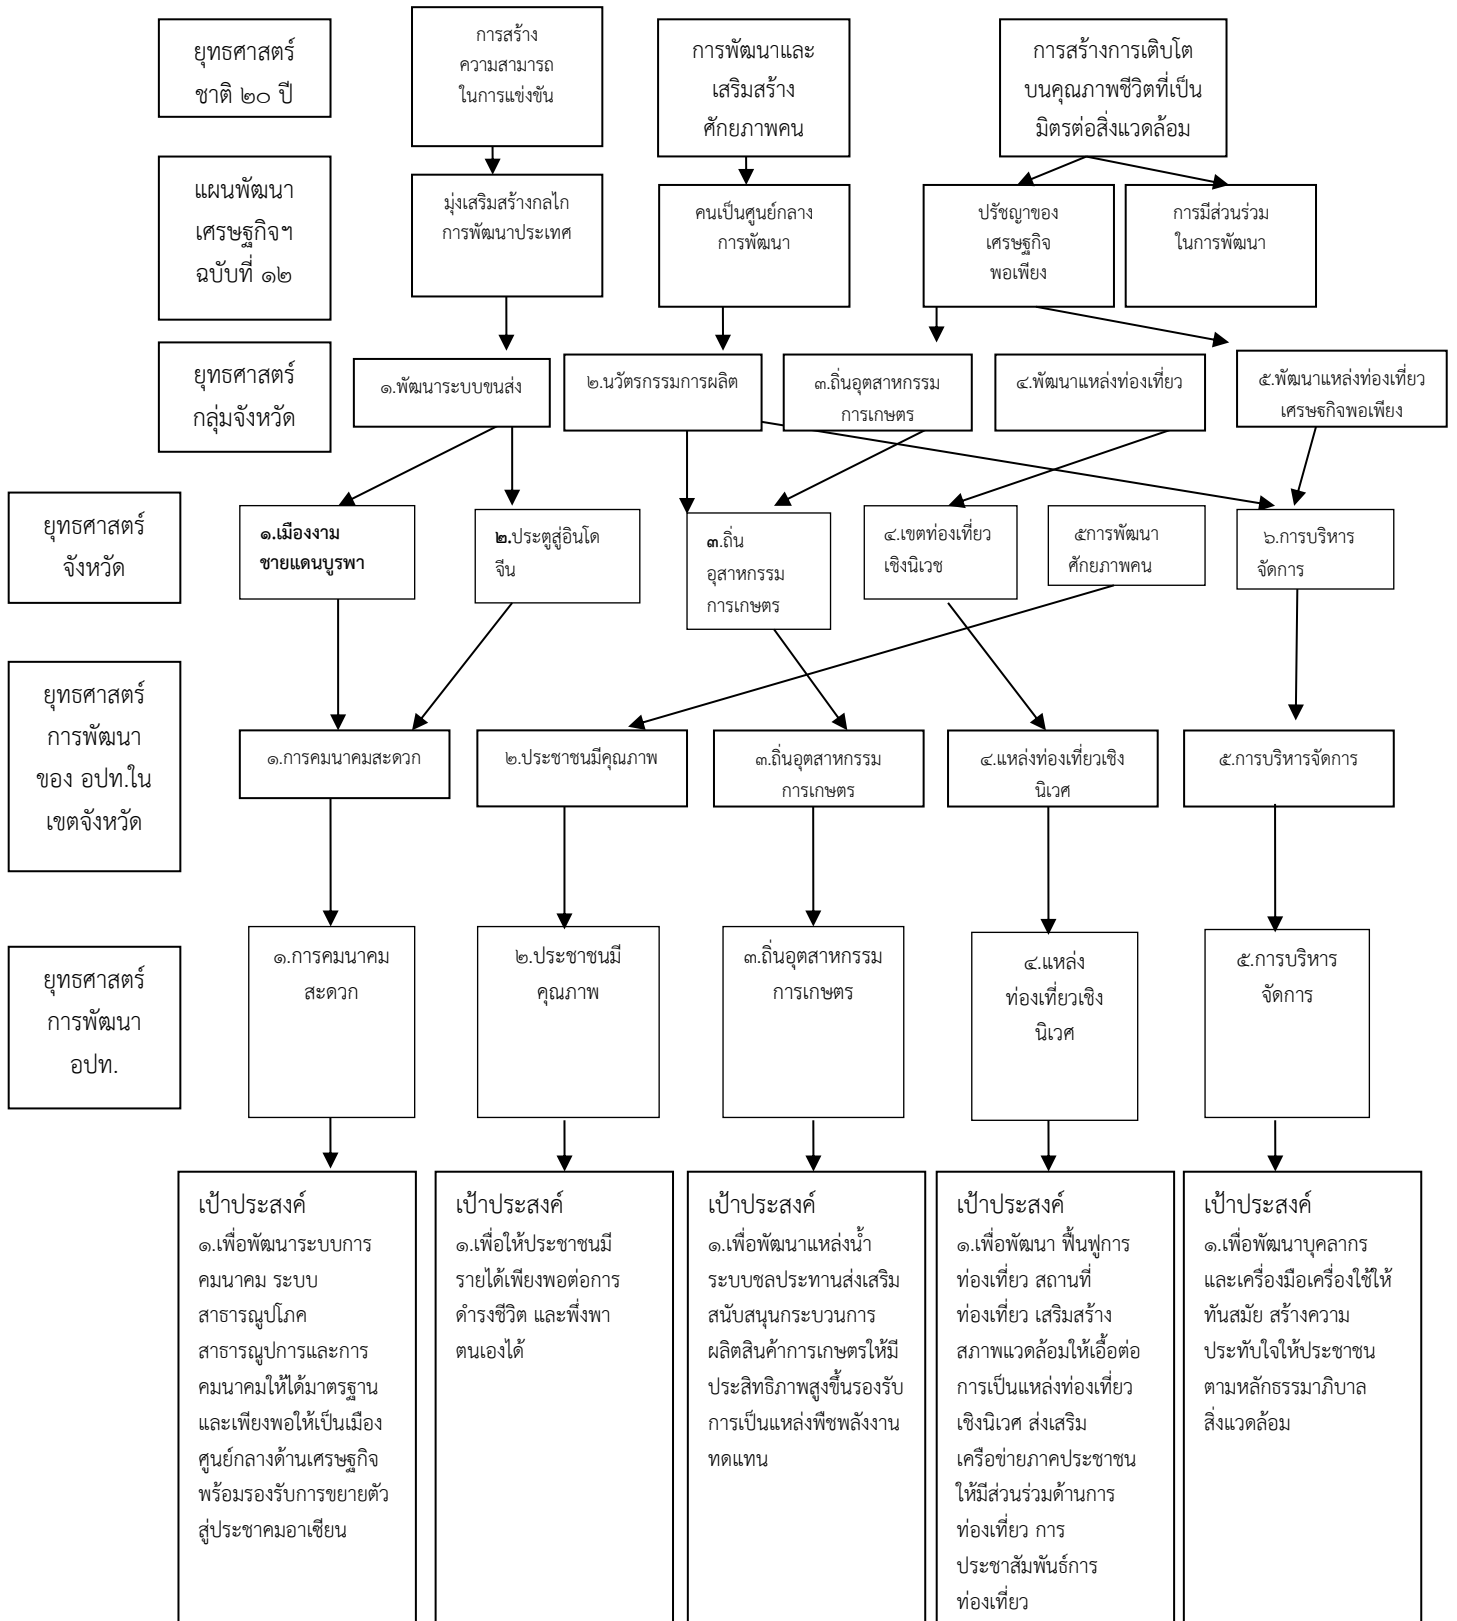 ยุทธศาสตร์
ชาติ ๒๐ ปี
การสร้าง
ความสามารถ
ในการแข่งขัน
การพัฒนาและ
เสริมสร้าง
ศักยภาพคน
การสร้างการเติบโต
บนคุณภาพชีวิตที่เป็น
มิตรต่อสิ่งแวดล้อม
แผนพัฒนา
เศรษฐกิจฯ
ฉบับที่ ๑๒
มุ่งเสริมสร้างกลไก
การพัฒนาประเทศ
คนเป็นศูนย์กลาง
การพัฒนา
ปรัชญาของ
เศรษฐกิจ
พอเพียง
การมีส่วนร่วม
ในการพัฒนา
ยุทธศาสตร์
กลุ่มจังหวัด
๑.พัฒนาระบบขนส่ง
๒.นวัตรกรรมการผลิต
๓.ถิ่นอุตสาหกรรม
การเกษตร
๔.พัฒนาแหล่งท่องเที่ยว
๕.พัฒนาแหล่งท่องเที่ยว
เศรษธกิจพอเพียง
ยุทธศาสตร์
จังหวัด
๑.เมืองงาม
ชายแดนบูรพา
๒.ประตูสู่อินโด
จีน
๓.ถิ่น
อุสาหกรรม
การเกษตร
๔.เขตท่องเที่ยว
เชิงนิเวช
๕การพัฒนา
ศักยภาพคน
๖.การบริหาร
จัดการ
ยุทธศาสตร์
การพัฒนา
ของ อปท.ใน
เขตจังหวัด
๑.การคมนาคมสะดวก
๒.ประชาชนมีคุณภาพ
๓.ถิ่นอุตสาหกรรม
การเกษตร
๔.แหล่งท่องเที่ยวเชิง
นิเวศ
๕.การบริหารจัดการ
ยุทธศาสตร์
การพัฒนา
อปท.
๑.การคมนาคม
สะดวก
๒.ประชาชนมี
คุณภาพ
๓.ถิ่นอุตสาหกรรม
การเกษตร
๔.แหล่ง
ท่องเที่ยวเชิง
นิเวศ
๕.การบริหาร
จัดการ
เป้าประสงค์
๑.เพื่อพัฒนาระบบการ
คมนาคม ระบบ
สาธารณูปโภค
สาธารณูปการและการ
คมนาคมให้ได้มาตรฐาน
และเพียงพอให้เป็นเมือง
ศูนย์กลางด้านเศรษฐกิจ
พร้อมรองรับการขยายตัว
สู่ประชาคมอาเซียน
เป้าประสงค์
๑.เพื่อให้ประชาชนมี
รายได้เพียงพอต่อการ
ดำรงชีวิต และพึ่งพา
ตนเองได้
เป้าประสงค์
๑.เพื่อพัฒนาแหล่งน้ำ
ระบบชลประทานส่งเสริม
สนับสนุนกระบวนการ
ผลิตสินค้าการเกษตรให้มี
ประสิทธิภาพสูงขึ้นรองรับ
การเป็นแหล่งพืชพลังงาน
ทดแทน
เป้าประสงค์
๑.เพื่อพัฒนา ฟื้นฟูการ
ท่องเที่ยว สถานที่
ท่องเที่ยว เสริมสร้าง
สภาพแวดล้อมให้เอื้อต่อ
การเป็นแหล่งท่องเที่ยว
เชิงนิเวศ ส่งเสริม
เครือข่ายภาคประชาชน
ให้มีส่วนร่วมด้านการ
ท่องเที่ยว การ
ประชาสัมพันธ์การ
ท่องเที่ยว
เป้าประสงค์
๑.เพื่อพัฒนาบุคลากร
และเครื่องมือเครื่องใช้ให้
ทันสมัย สร้างความ
ประทับใจให้ประชาชน
ตามหลักธรรมาภิบาล
สิ่งแวดล้อม